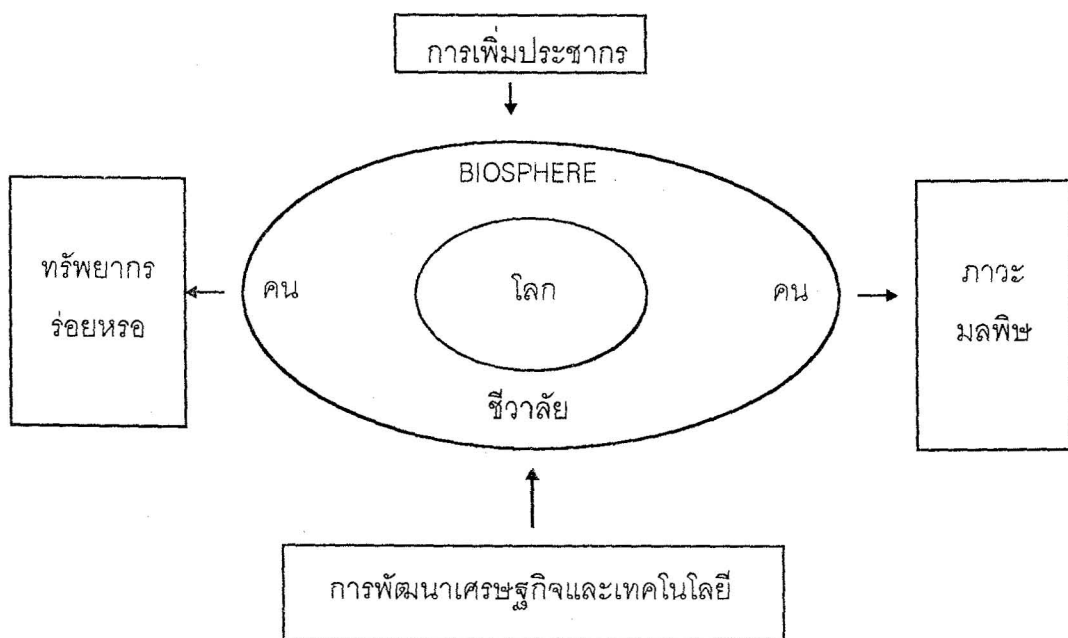 การเพิ่มประชากร
BIOSPHERE
ทรัพยากร
ร่อยหรอ
คน
โลก
คน
ภาวะ
มลพิษ
ชีวาลัย
การพัฒนาเศรษฐกิจและเทคโนโลยี